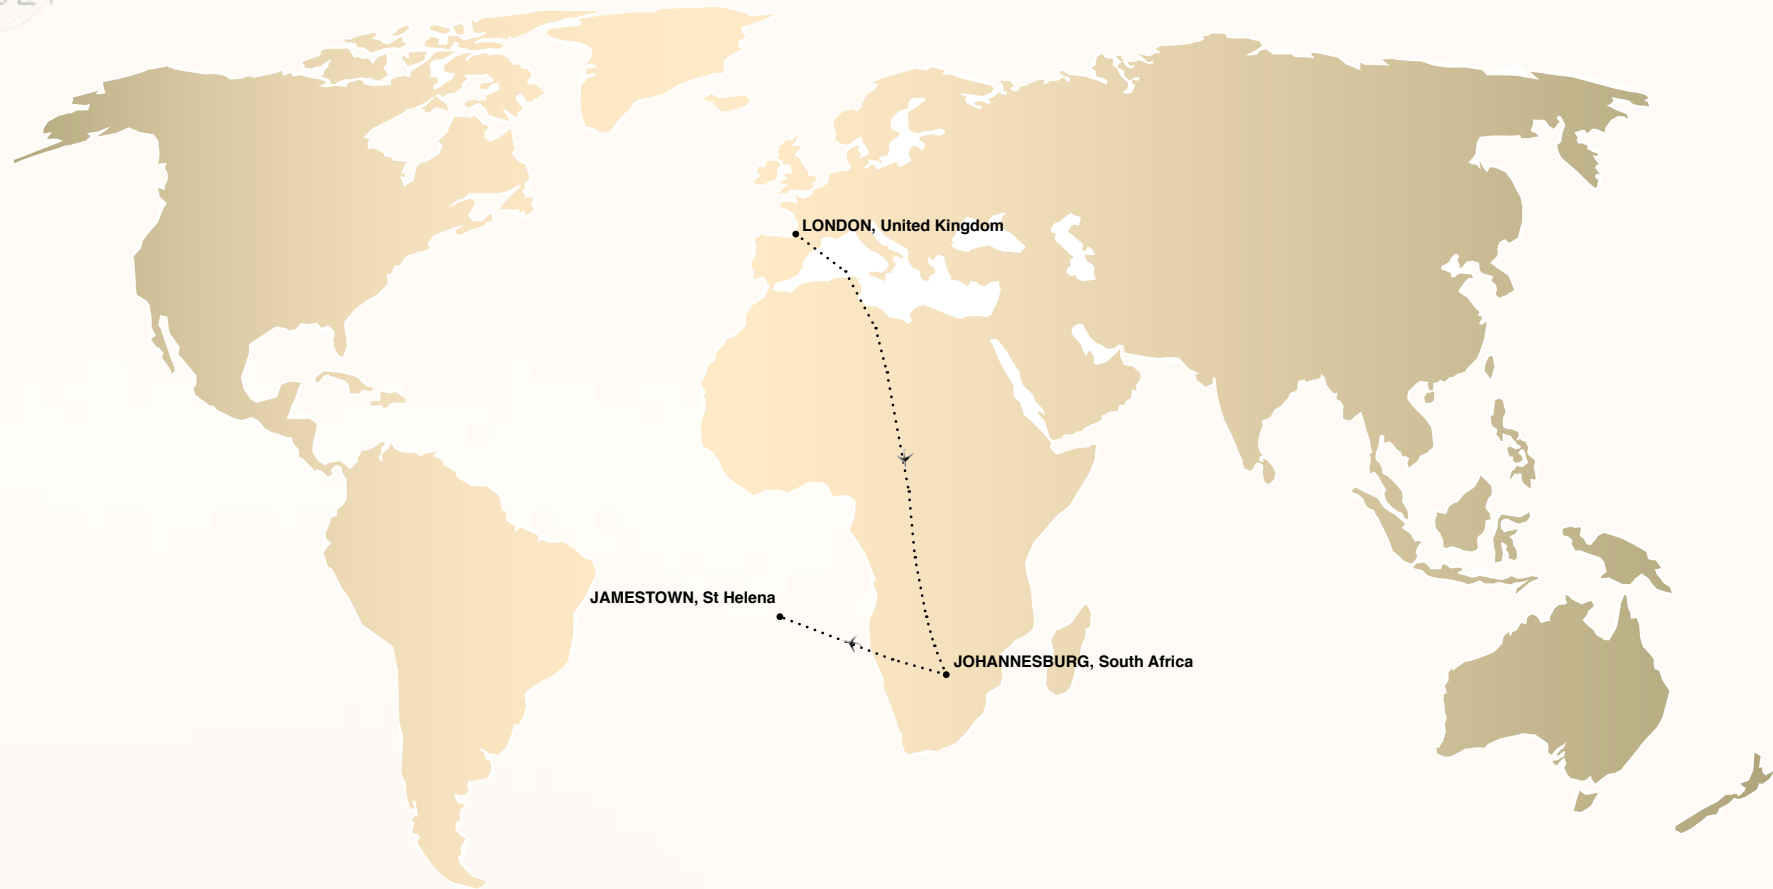 LONDON, United Kingdom
JAMESTOWN, St Helena
JOHANNESBURG, South Africa